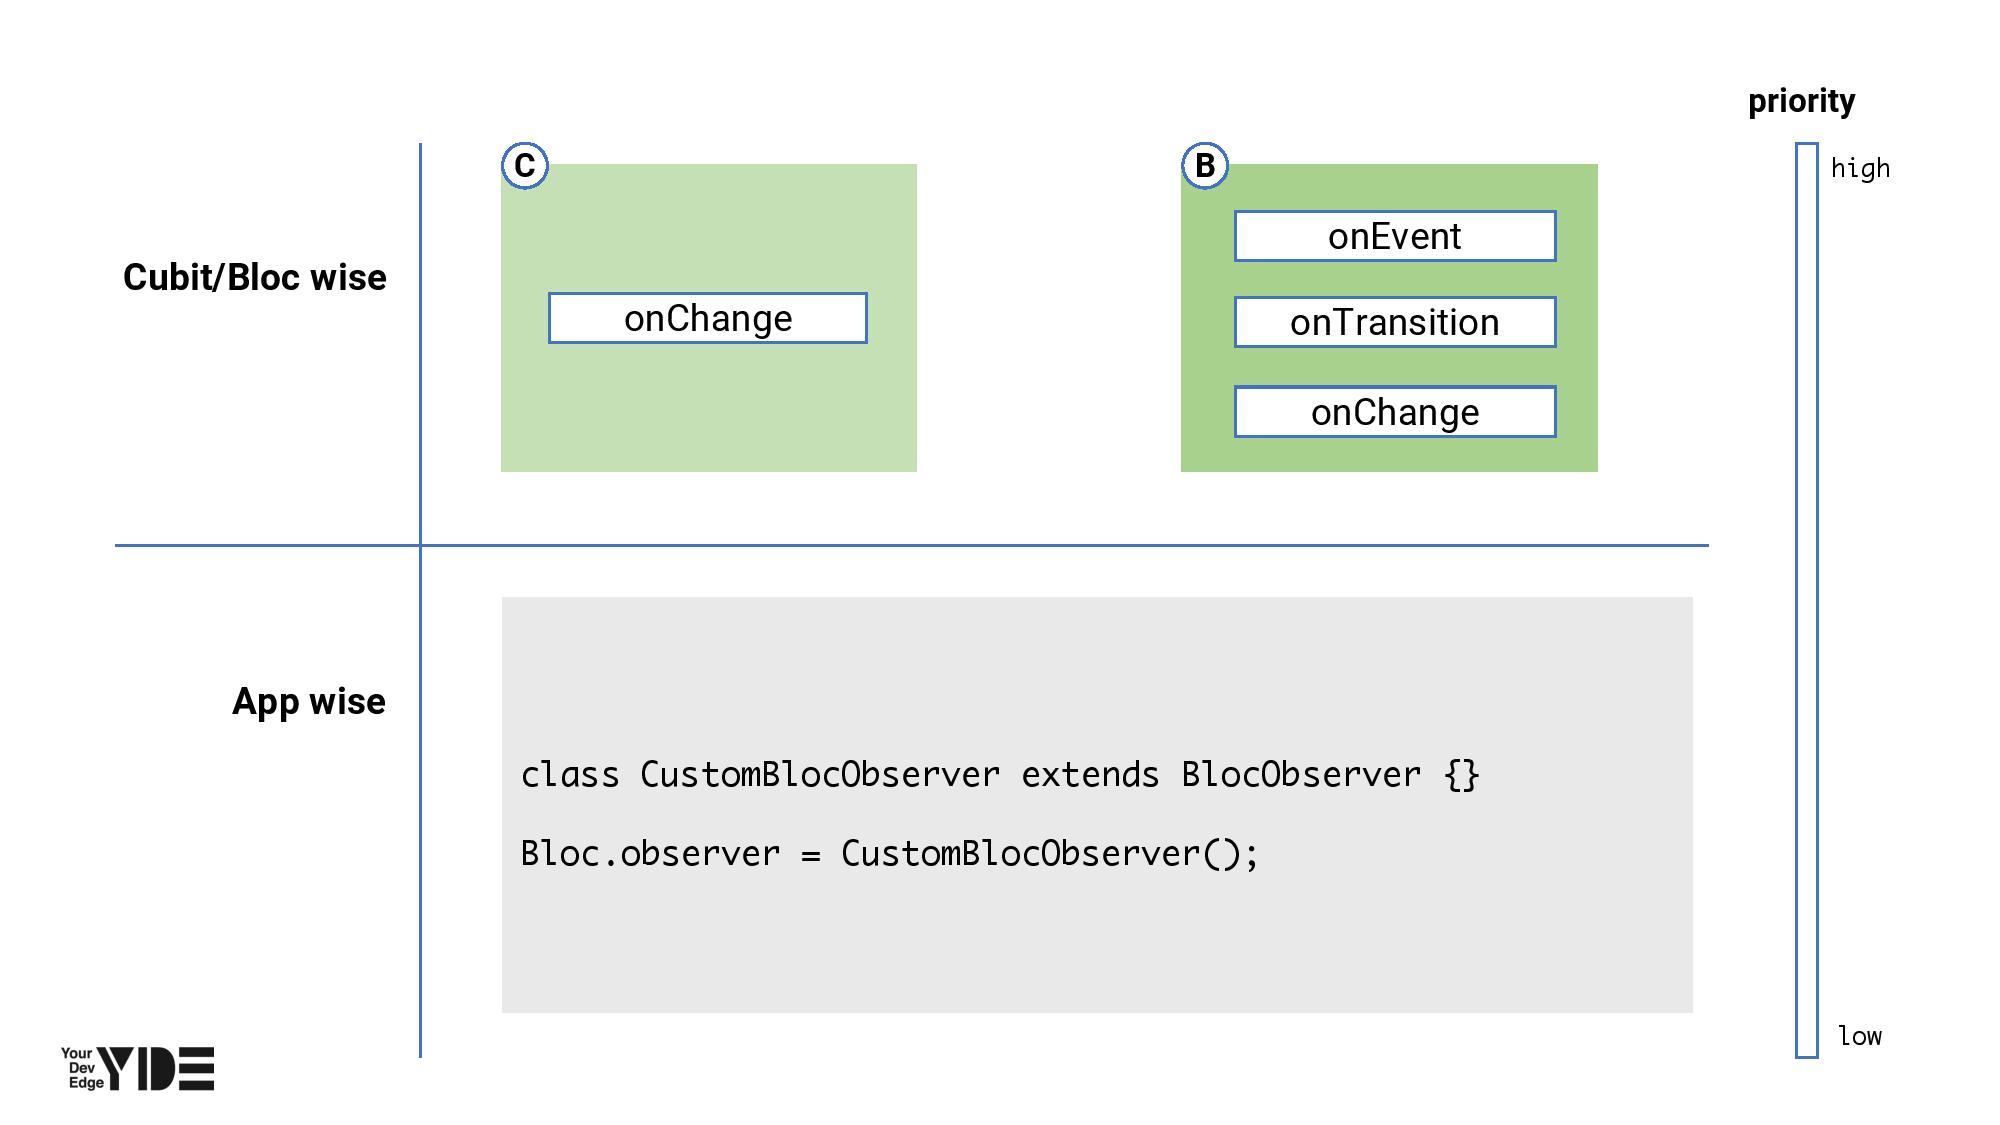 priority
high
C
B
onEvent
Cubit/Bloc wise
onChange
onTransition
onChange
App wise
class CustomBlocObserver extends BlocObserver {}
Bloc.observer = CustomBlocObserver();
low
Your
Dev
Edge
YDE